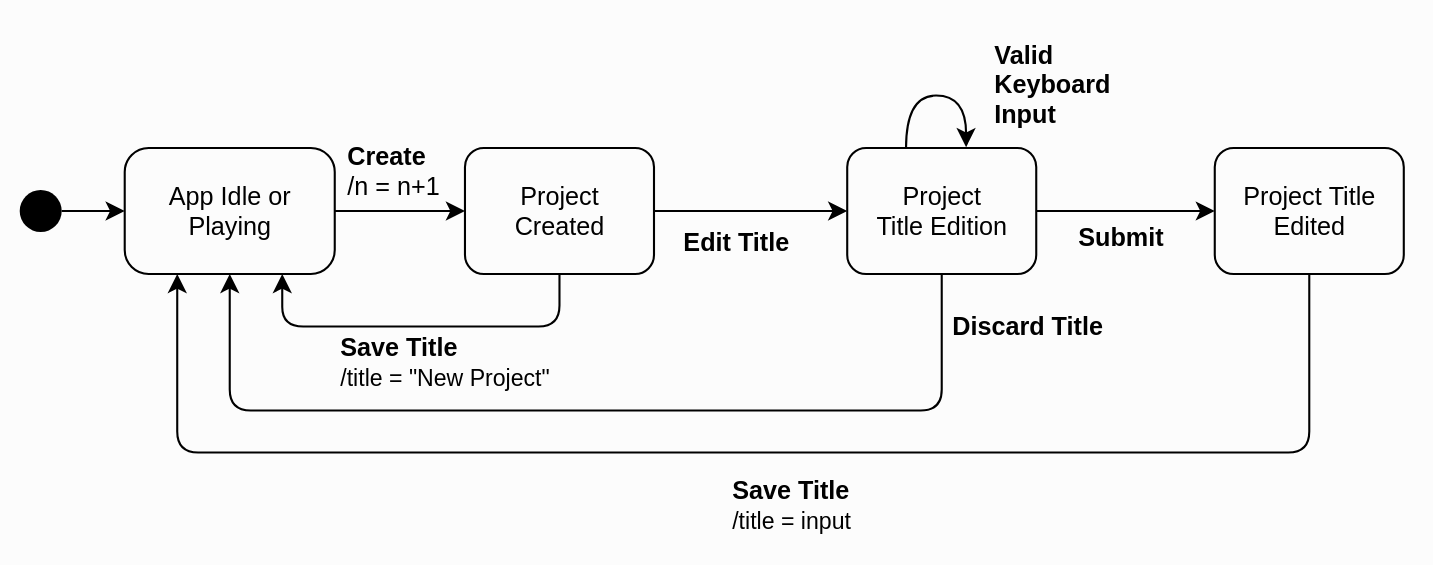 Valid
Keyboard
Input
Create
/n = n+1
App Idle or
Playing
Project
Created
Edit Title
Project
Title Edition
Submit
Project Title
Edited
Discard Title
Save Title
/title = "New Project"
Save Title
/title = input